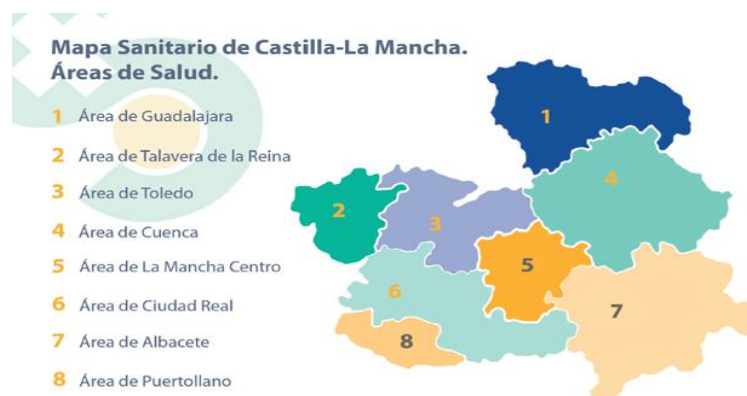 Mapa Sanitario de Castilla-La Mancha.
Áreas de Salud.
1 Área de Guadalajara
2 Área de Talavera de la Reina
3 Área de Toledo
4 Área de Cuenca
5 Área de La Mancha Centro
6 Área de Ciudad Real
7 Área de Albacete
8 Área de Puertollano
1
4
2
3
5
6
7
8